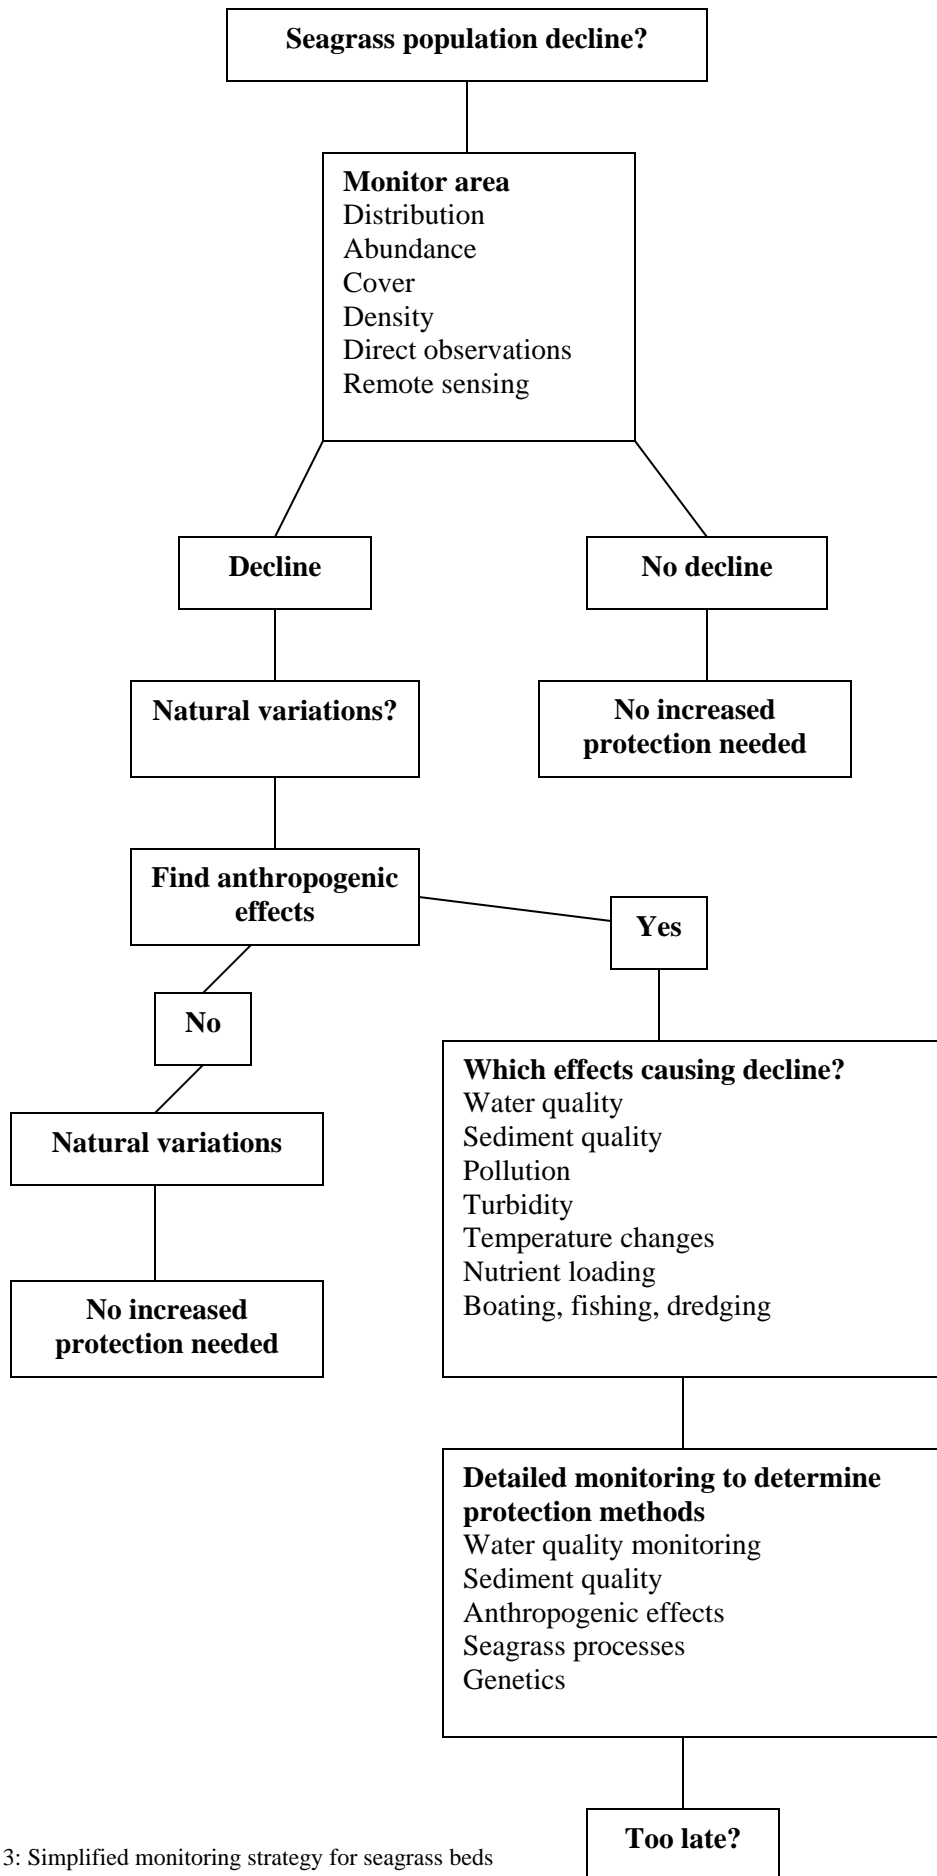 Seagrass population decline?
Monitor area
Distribution
Abundance
Cover
Density
Direct observations
Remote sensing
Decline
No decline
Natural variations?
No increased
protection needed
Find anthropogenic
effects
Yes
No
Which effects causing decline?
Water quality
Sediment quality
Pollution
Turbidity
Temperature changes
Nutrient loading
Boating, fishing, dredging
Natural variations
No increased
protection needed
Detailed monitoring to determine
protection methods
Water quality monitoring
Sediment quality
Anthropogenic effects
Seagrass processes
Genetics
Too late?
3: Simplified monitoring strategy for seagrass beds